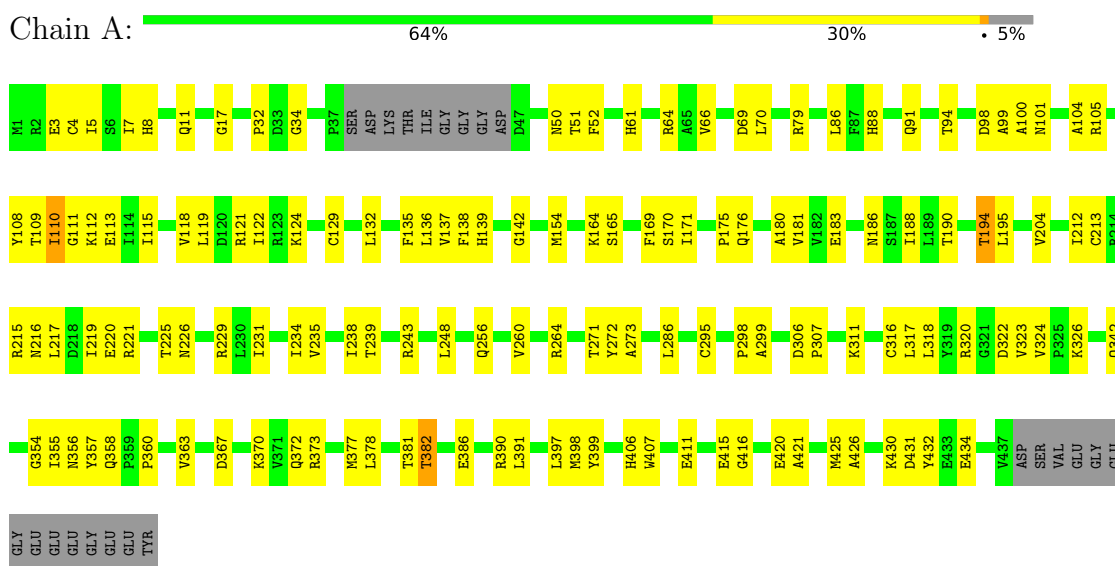 Chain A:
64% 30% • 5%
M1 R2 E3 C4 I5 S6 I7 H8 Q11 G17 P32 D33 G34 P37 SER ASP LYS THR ILE GLY GLY GLY ASP D47 N50 T51 F52 H61 R64 A65 V66 D69 L70 R79 L86 F87 H88 Q91 T94 D98 A99 A100 N101 A104 R105
Y108 T109 I110 G111 K112 E113 I114 I115 V118 L119 D120 R121 I122 R123 K124 C129 L132 F135 L136 V137 F138 H139 G142 M154 K164 S165 F169 S170 I171 P175 Q176 A180 V181 V182 E183 N186 S187 I188 L189 T190 T194 L195 V204 I212 C213 R214
R215 N216 L217 D218 I219 E220 R221 T225 N226 R229 L230 I231 I234 V235 I238 T239 R243 L248 Q256 V260 R264 T271 Y272 A273 L286 C295 P298 A299 D306 P307 K311 C316 L317 L318 Y319 R320 G321 D322 V323 V324 P325 K326
G354 I355 N356 Y357 Q358 P359 P360 V363 D367 K370 V371 Q372 R373 M377 L378 T381 T382 E386 R390 L391 L397 M398 Y399 H406 W407 E411 E415 G416 E420 A421 M425 A426 K430 D431 Y432 E433 E434 V437 ASP SER VAL GLU GLY GLU
GLY GLU GLU GLU GLY GLU GLU TYR